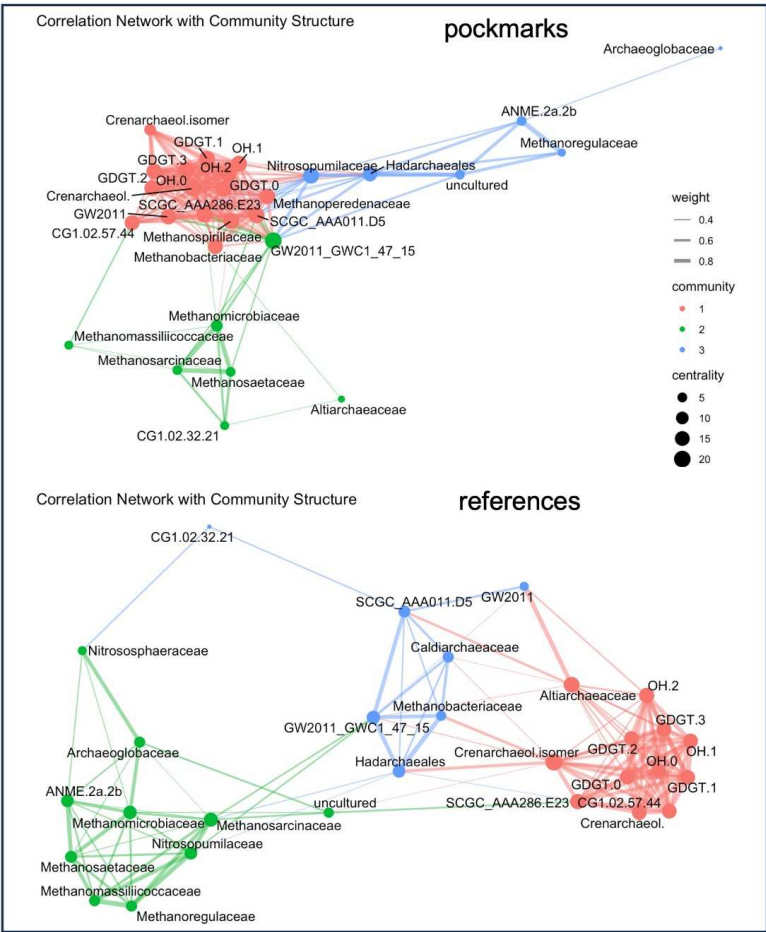 Correlation Network with Community Structure
pockmarks
Archaeoglobaceae
ANME.2a.2b
Crenarchaeol.isomer
Methanoregulaceae
GDGT.1
OH.1
GDGT.3
OH.2
Nitrosopumilaceae
Hadarchaeales
GDGT.2
OH.0
GDGT.0
uncultured
Crenarchaeol.
SCGC_AAA286.E23
Methanoperedenaceae
GW2011
SCGC_AAA011.D5
CG1.02.57.44
Methanospirillaceae
GW2011_GWC1_47_15
Methanobacteriaceae
Methanomicrobiaceae
Methanomassiliicoccaceae
Methanosarcinaceae
Methanosaetaceae
Altiarchaeaceae
CG1.02.32.21
weight
0.4
0.6
0.8
community
1
2
3
centrality
5
10
15
20
Correlation Network with Community Structure
references
CG1.02.32.21
SCGC_AAA011.D5
GW2011
Nitrososphaeraceae
Caldiarchaeaceae
Altiarchaeaceae
OH.2
Methanobacteriaceae
GDGT.3
GW2011_GWC1_47_15
Archaeoglobaceae
Crenarchaeol.isomer
GDGT.2
OH.1
Hadarchaeales
OH.0
GDGT.0
GDGT.1
ANME.2a.2b
uncultured
SCGC_AAA286.E23
CG1.02.57.44
Methanomicrobiaceae
Methanosarcinaceae
Crenarchaeol.
Nitrosopumilaceae
Methanosaetaceae
Methanomassiliicoccaceae
Methanoregulaceae